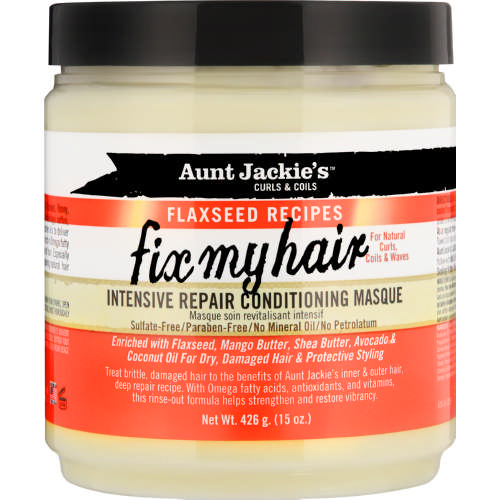 Aunt Jackie's™
CURLS & COILS
FLAXSEED RECIPES
fix my hair
For Natural
Curls,
Coils & Waves
INTENSIVE REPAIR CONDITIONING MASQUE
Masque soin revitalisant intensif
Sulfate-Free/Paraben-Free/No Mineral Oil/No Petrolatum
Enriched with Flaxseed, Mango Butter, Shea Butter, Avocado &
Coconut Oil For Dry, Damaged Hair & Protective Styling
Treat brittle, damaged hair to the benefits of Aunt Jackie's inner & outer hair,
deep repair recipe. With Omega fatty acids, antioxidants, and vitamins,
this rinse-out formula helps strengthen and restore vibrancy.
Net Wt. 426 g. (15 oz.)